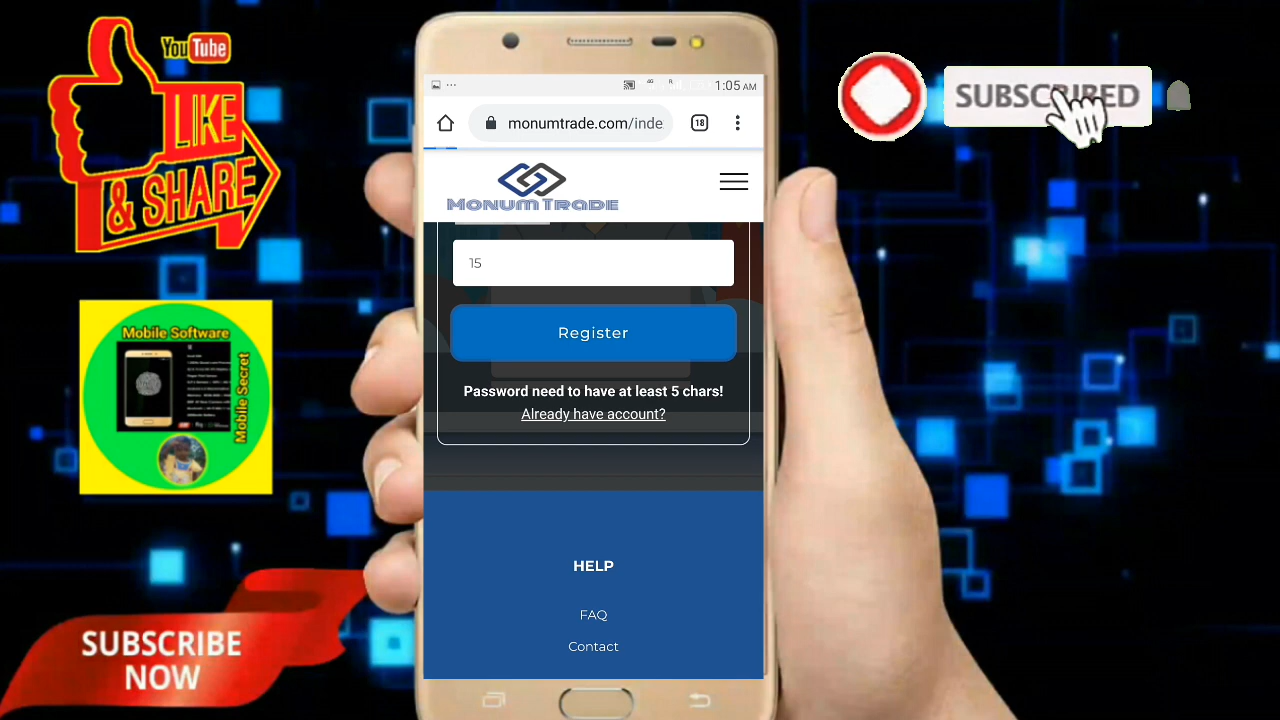 YouTube
LIKE
& SHARE
Mobile Software
Mobile Secret
SUBSCRIBE
NOW
1:05 AM
monumtrade.com/inde
18
MONUM TRADE
15
Register
Password need to have at least 5 chars!
Already have account?
HELP
FAQ
Contact
SUBSCRIBED